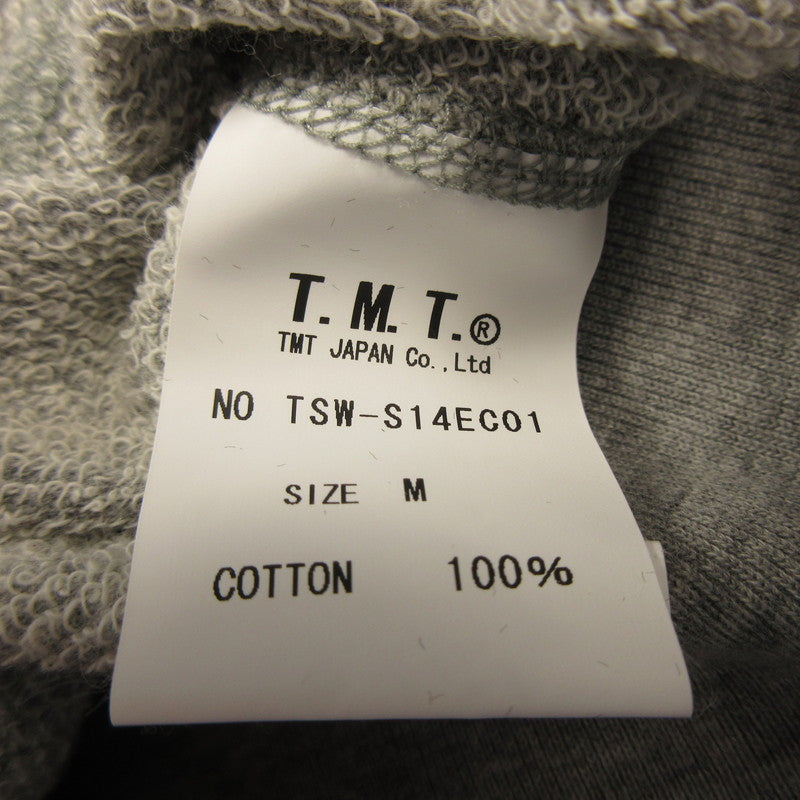 T.M.T.®
TMT JAPAN Co.,Ltd
NO TSW-S14EC01
SIZE M
COTTON 100%